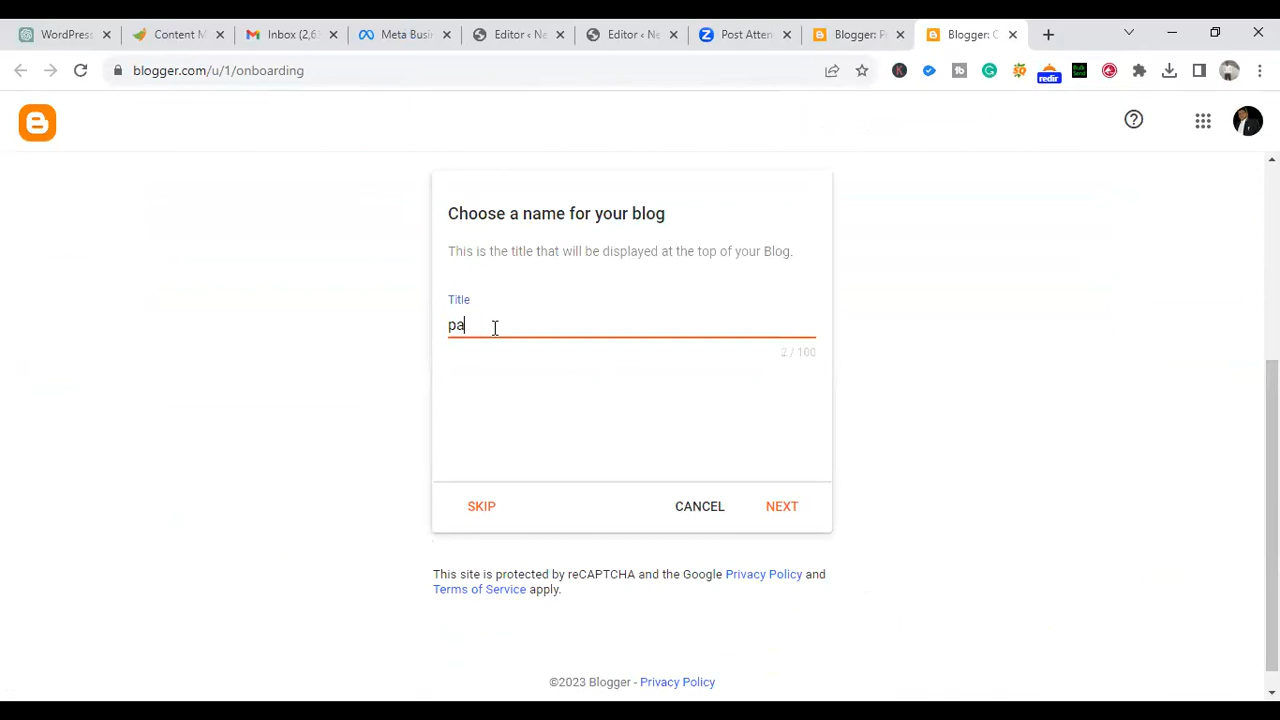 WordPress
Content M
Inbox (2,6
Meta Busin
Editor ‹ Ne
Editor ‹ Ne
Post Atten
Blogger: P
Blogger: C
blogger.com/u/1/onboarding
redir
Choose a name for your blog
This is the title that will be displayed at the top of your Blog.
Title
pa
2 / 100
SKIP
CANCEL
NEXT
This site is protected by reCAPTCHA and the Google Privacy Policy and
Terms of Service apply.
©2023 Blogger - Privacy Policy